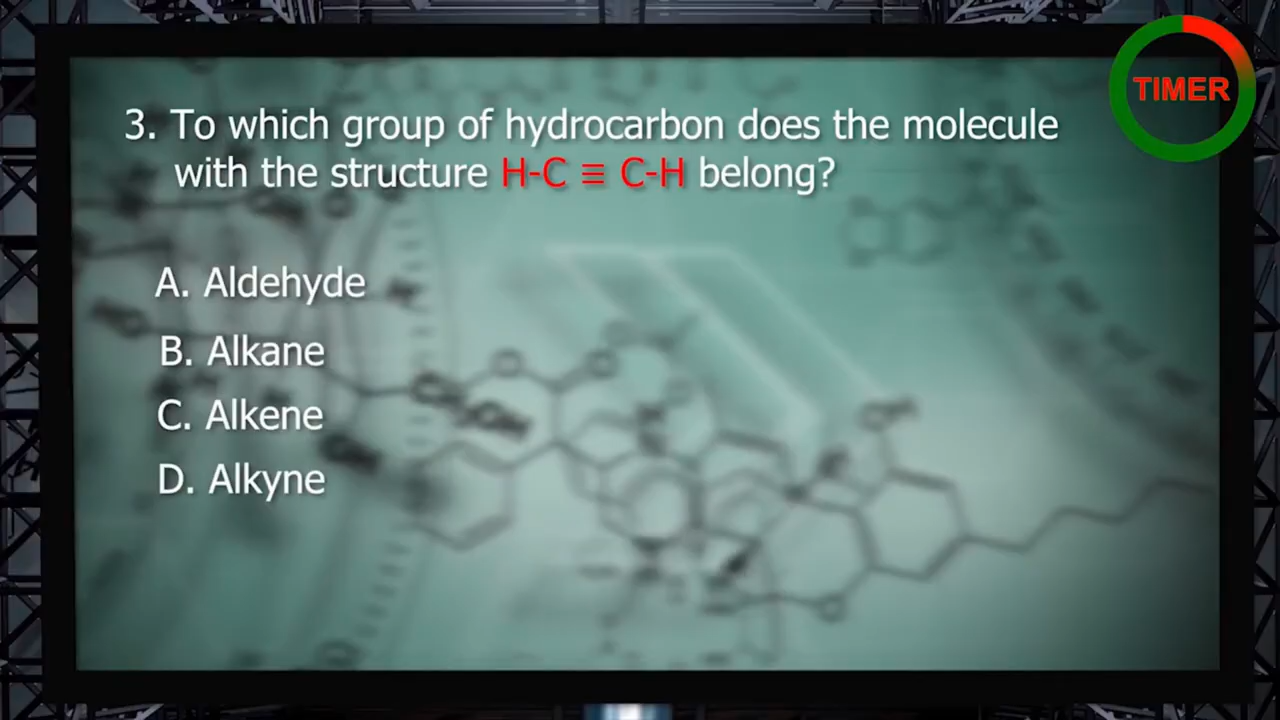 TIMER
3. To which group of hydrocarbon does the molecule
with the structure H-C ≡ C-H belong?
A. Aldehyde
B. Alkane
C. Alkene
D. Alkyne